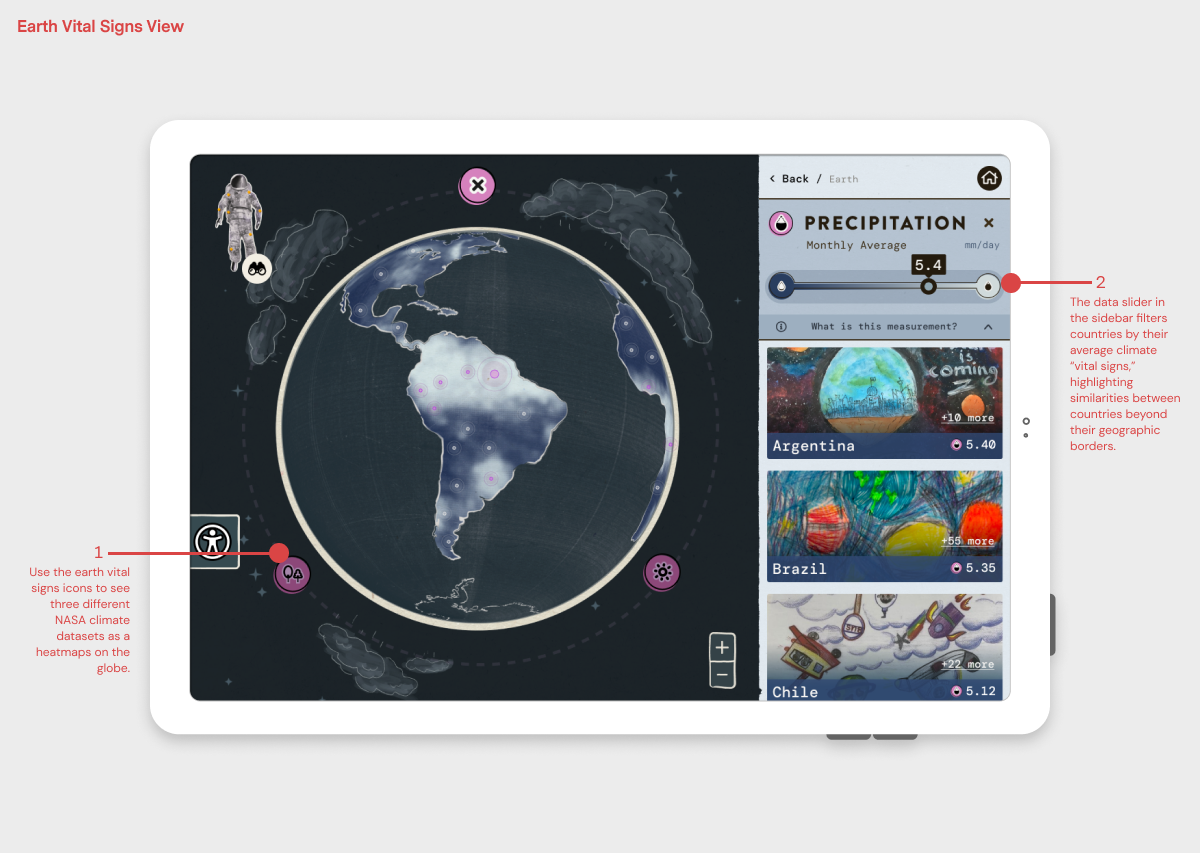 Earth Vital Signs View
Back / Earth
PRECIPITATION
Monthly Average mm/day
5.4
What is this measurement?
is
coming
+10 more
Argentina 5.40
+55 more
Brazil 5.35
+22 more
Chile 5.12
1
Use the earth vital
signs icons to see
three different
NASA climate
datasets as a
heatmaps on the
globe.
2
The data slider in
the sidebar filters
countries by their
average climate
“vital signs,”
highlighting
similarities between
countries beyond
their geographic
borders.